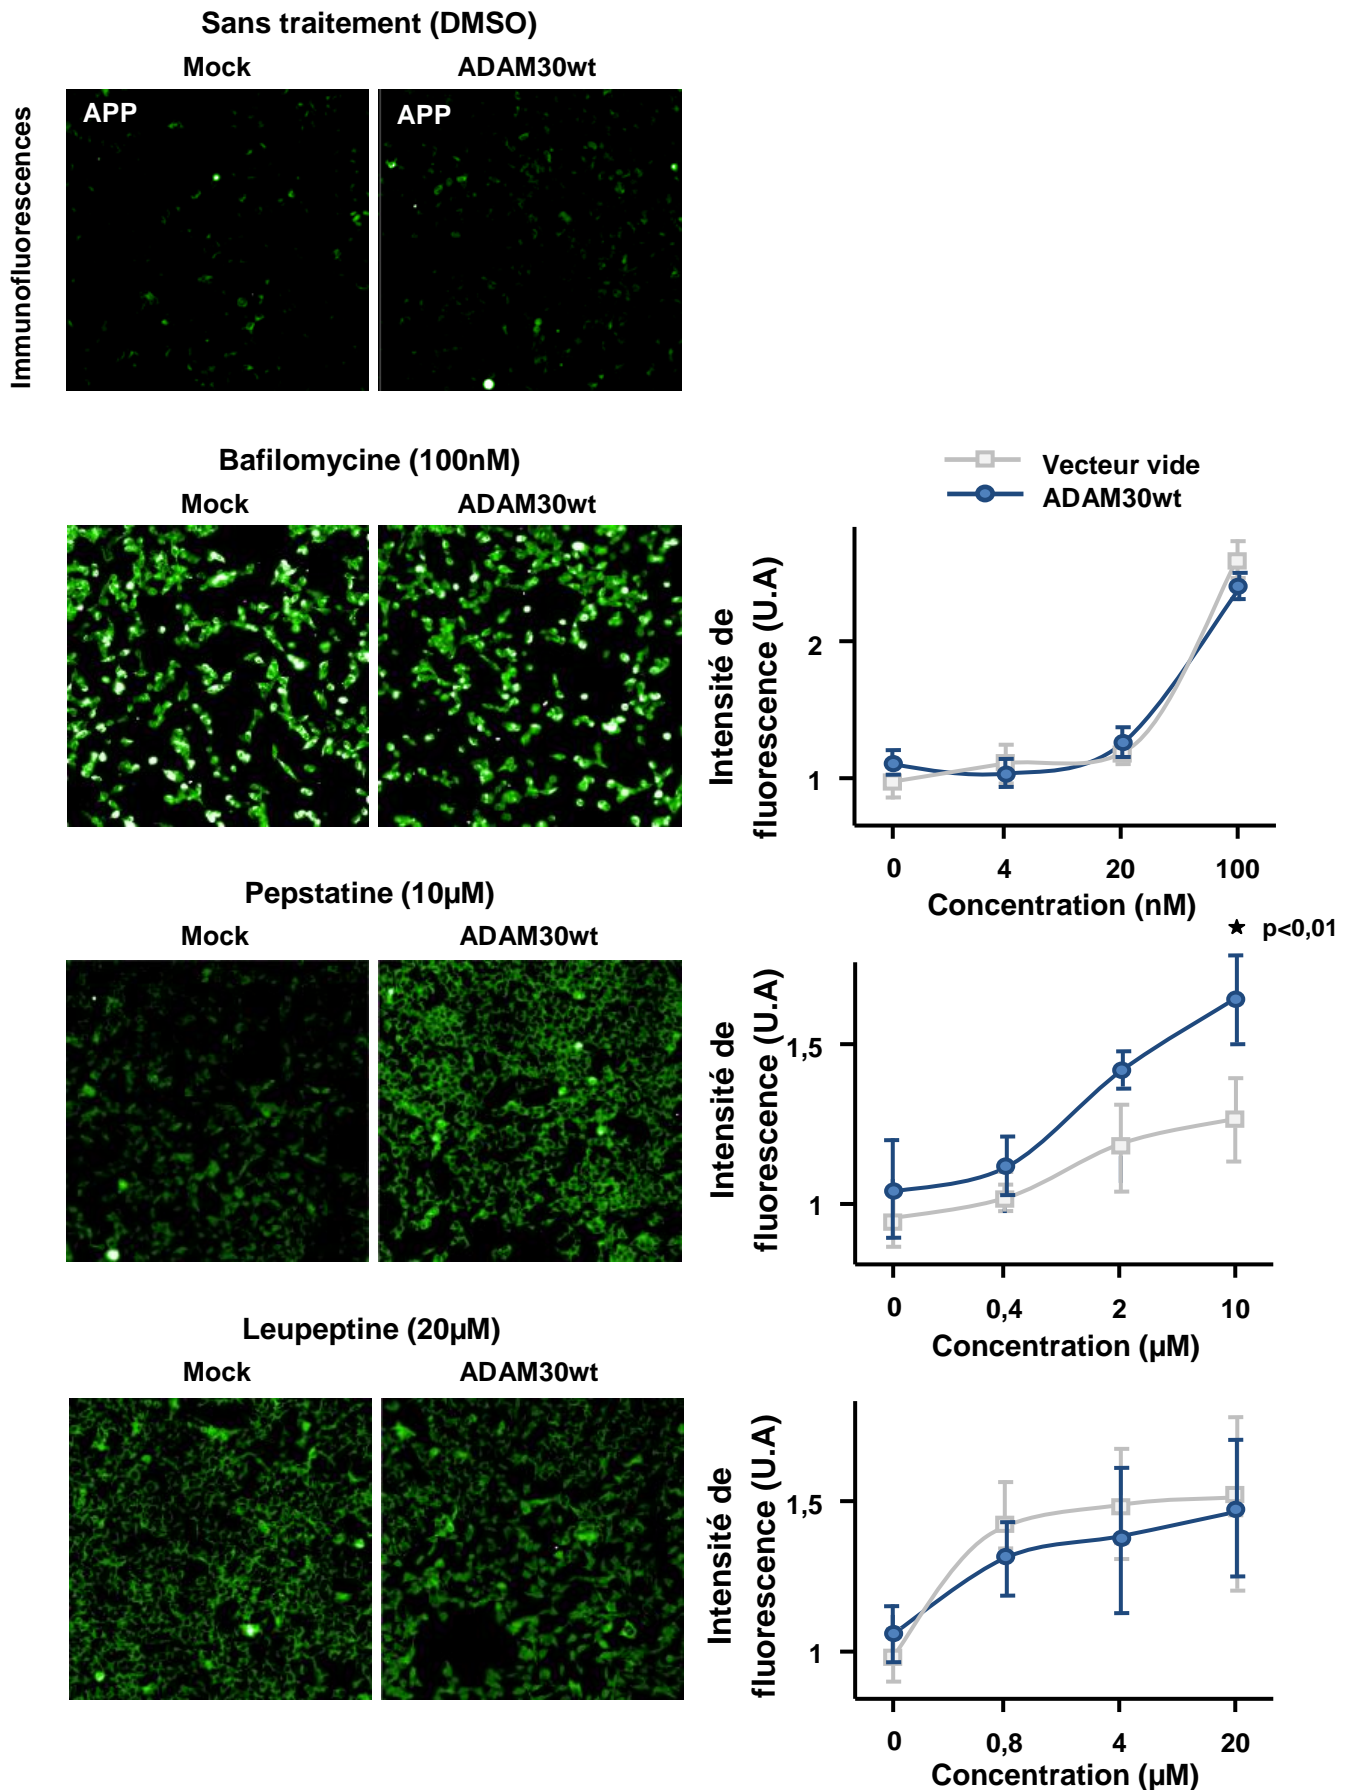 Sans traitement (DMSO)
Mock
ADAM30wt
Immunofluorescences
APP
APP
Bafilomycine (100nM)
Mock
ADAM30wt
Vecteur vide
ADAM30wt
Intensité de
fluorescence (U.A)
2
1
0
4
20
100
Concentration (nM)
Pepstatine (10µM)
Mock
ADAM30wt
★ p<0,01
Intensité de
fluorescence (U.A)
1,5
1
0
0,4
2
10
Concentration (µM)
Leupeptine (20µM)
Mock
ADAM30wt
Intensité de
fluorescence (U.A)
1,5
1
0
0,8
4
20
Concentration (µM)